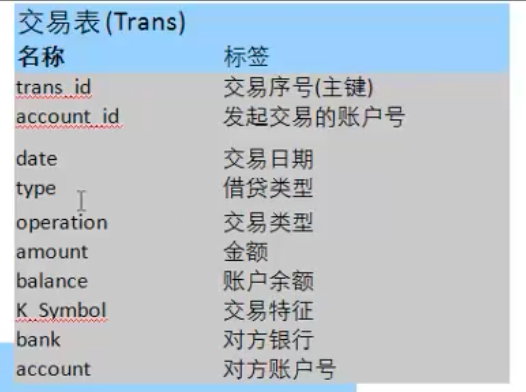 交易表(Trans)
名称 标签
trans_id 交易序号(主键)
account_id 发起交易的账户号
date 交易日期
type 借贷类型
operation 交易类型
amount 金额
balance 账户余额
K_Symbol 交易特征
bank 对方银行
account 对方账户号